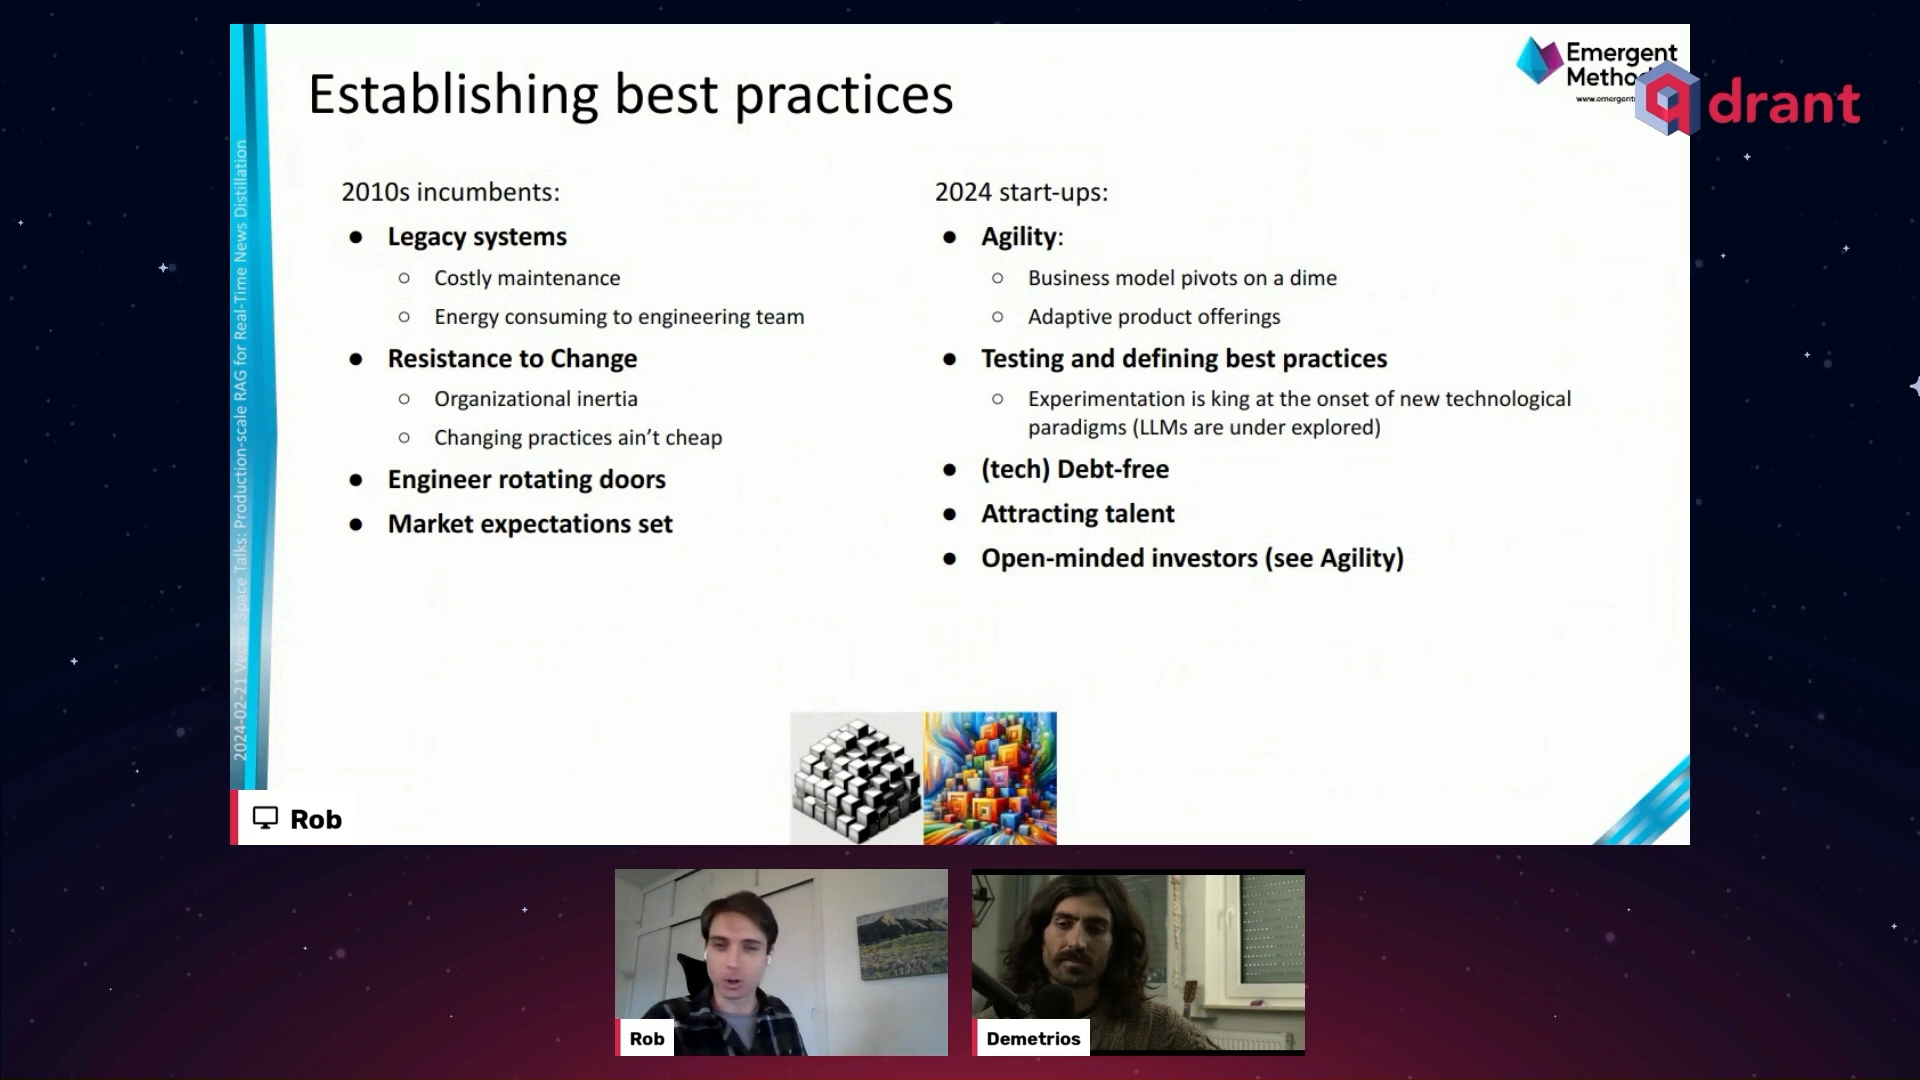 Establishing best practices
Emergent
www.emergent
qdrant
2024-02-21 Vector Space Talks: Production-scale RAG for Real-Time News Distillation
2010s incumbents:
● Legacy systems
○ Costly maintenance
○ Energy consuming to engineering team
● Resistance to Change
○ Organizational inertia
○ Changing practices ain't cheap
● Engineer rotating doors
● Market expectations set
2024 start-ups:
● Agility:
○ Business model pivots on a dime
○ Adaptive product offerings
● Testing and defining best practices
○ Experimentation is king at the onset of new technological
paradigms (LLMs are under explored)
● (tech) Debt-free
● Attracting talent
● Open-minded investors (see Agility)
Rob
Rob
Demetrios